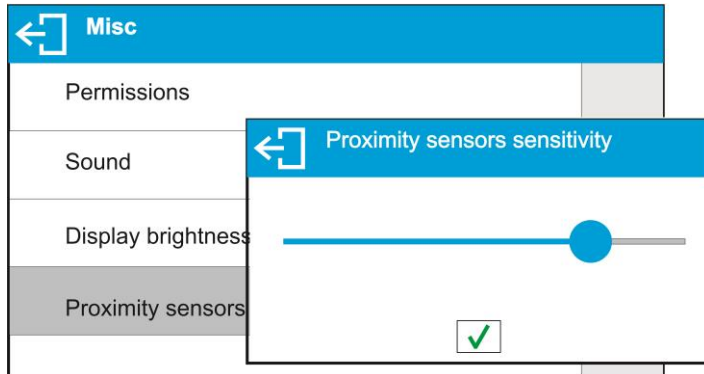 Misc
Permissions
Sound
Display brightness
Proximity sensors
Proximity sensors sensitivity